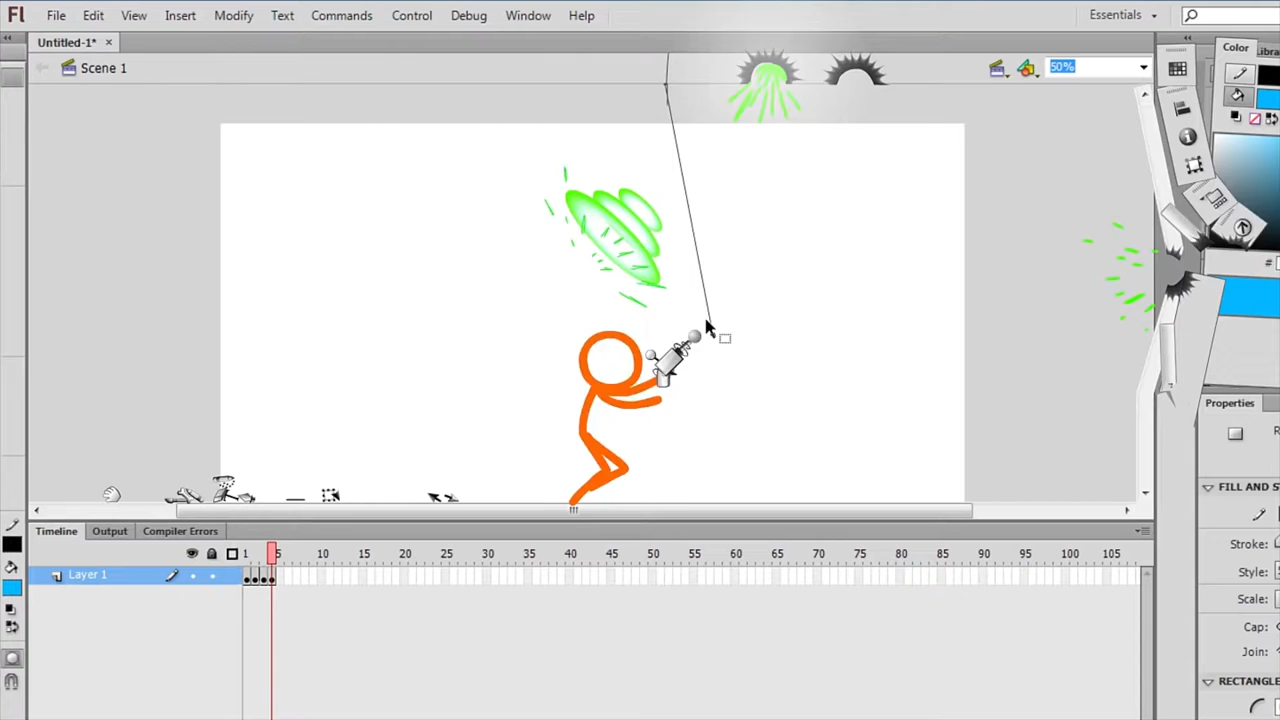 Fl File Edit View Insert Modify Text Commands Control Debug Window Help Essentials
Untitled-1* ×
Color
Scene 1
50%
#
Properties
FILL AND S
Stroke:
Style:
Scale:
Cap:
Join:
RECTANGLE
Timeline Output Compiler Errors
1 5 10 15 20 25 30 35 40 45 50 55 60 65 70 75 80 85 90 95 100 105
Layer 1